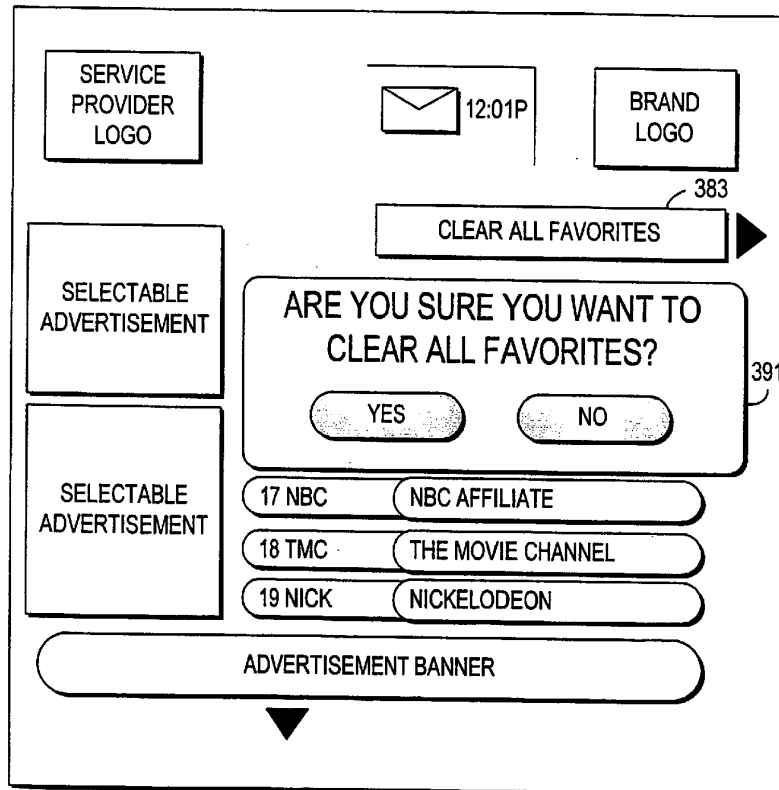 SERVICE
PROVIDER
LOGO
12:01P
BRAND
LOGO
383
CLEAR ALL FAVORITES
SELECTABLE
ADVERTISEMENT
ARE YOU SURE YOU WANT TO
CLEAR ALL FAVORITES?
391
YES
NO
SELECTABLE
ADVERTISEMENT
17 NBC
NBC AFFILIATE
18 TMC
THE MOVIE CHANNEL
19 NICK
NICKELODEON
ADVERTISEMENT BANNER